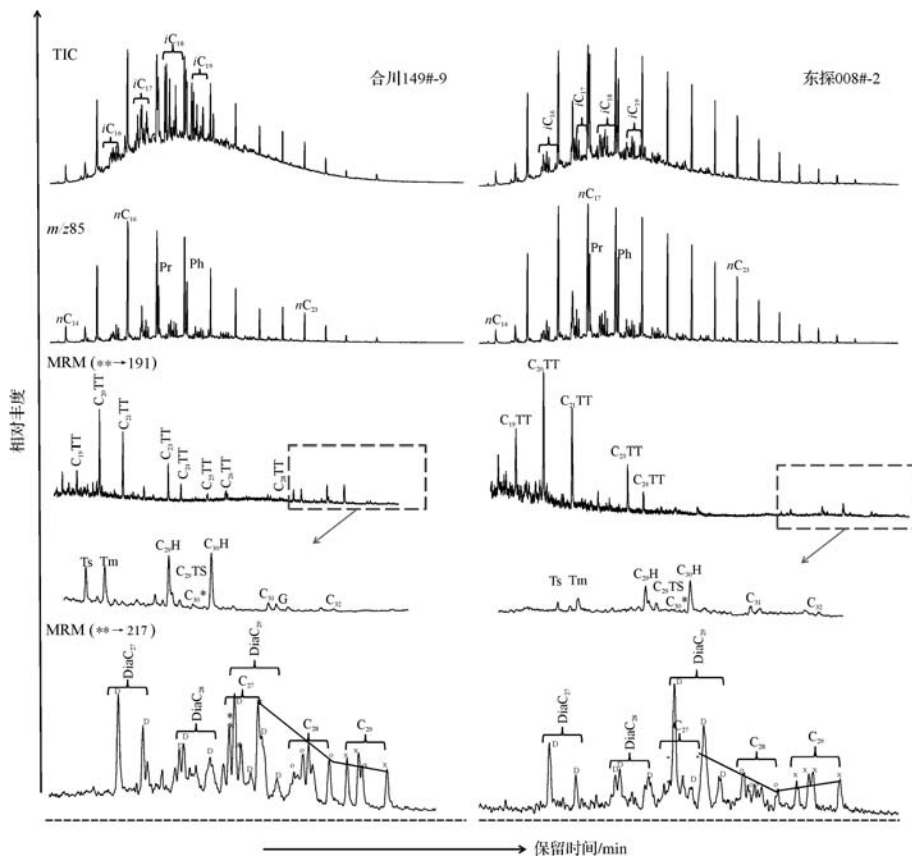 TIC
iC₁₆
iC₁₇
iC₁₈
iC₁₉
合川149#-9
iC₁₆
iC₁₇
iC₁₈
iC₁₉
东探008#-2
m/z85
nC₁₄
nC₁₆
Pr
Ph
nC₂₃
nC₁₄
nC₁₇
Pr
Ph
nC₂₃
相对丰度
MRM (**→191)
C₁₉TT
C₂₀TT
C₂₁TT
C₂₃TT
C₂₄TT
C₂₅TT
C₂₆TT
C₂₈TT
C₁₉TT
C₂₀TT
C₂₁TT
C₂₃TT
C₂₄TT
Ts
Tm
C₂₉H
C₂₉TS
C₃₀*
C₃₀H
C₃₁
G
C₃₂
Ts
Tm
C₂₉H
C₂₉TS
C₃₀*
C₃₀H
C₃₁
C₃₂
MRM (**→217)
DiaC₂₇
DiaC₂₈
DiaC₂₉
C₂₇
C₂₈
C₂₉
D D D D D * D D D o o x x x
DiaC₂₇
DiaC₂₈
DiaC₂₉
C₂₇
C₂₈
C₂₉
D D D D D * D * D D D o o x x x x
保留时间/min